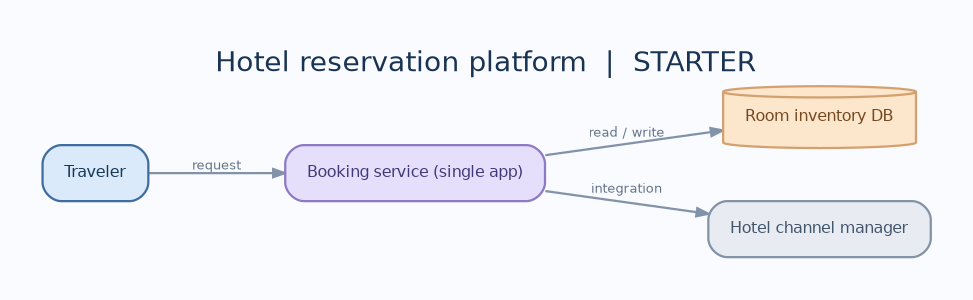 Hotel reservation platform | STARTER
Traveler
request
Booking service (single app)
read / write
Room inventory DB
integration
Hotel channel manager